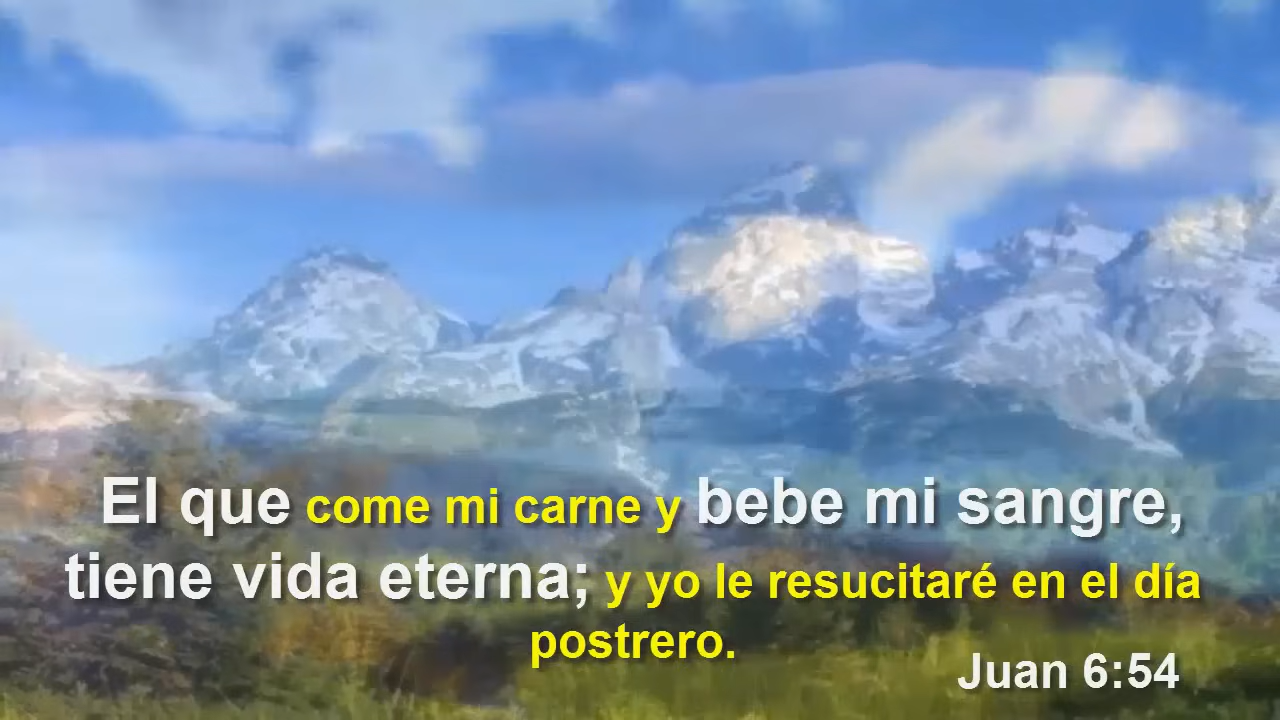 El que come mi carne y bebe mi sangre,
tiene vida eterna; y yo le resucitaré en el día
postrero.
Juan 6:54